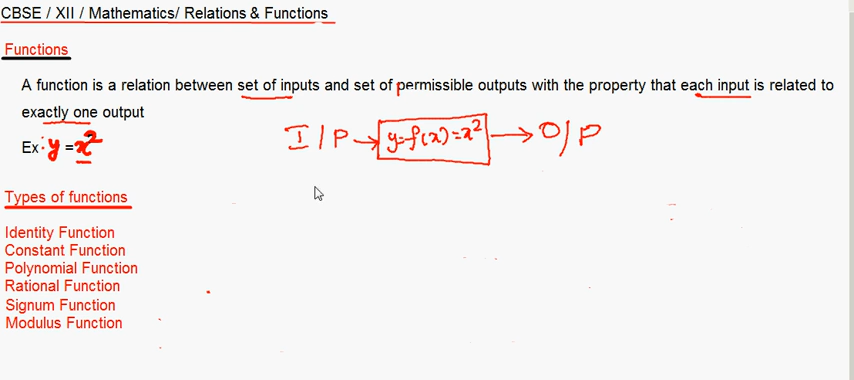 CBSE / XII / Mathematics/ Relations & Functions
Functions
A function is a relation between set of inputs and set of permissible outputs with the property that each input is related to
exactly one output
Ex: y = x²
I/P → y=f(x)=x² → O/P
Types of functions
Identity Function
Constant Function
Polynomial Function
Rational Function
Signum Function
Modulus Function